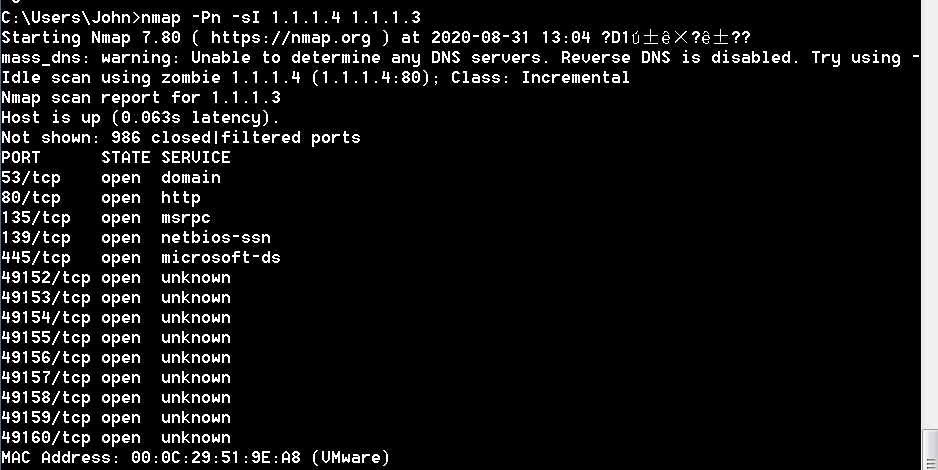 C:\Users\John>nmap -Pn -sI 1.1.1.4 1.1.1.3
Starting Nmap 7.80 ( https://nmap.org ) at 2020-08-31 13:04 ?D1ú±ê×?ê±??
mass_dns: warning: Unable to determine any DNS servers. Reverse DNS is disabled. Try using -
Idle scan using zombie 1.1.1.4 (1.1.1.4:80); Class: Incremental
Nmap scan report for 1.1.1.3
Host is up (0.063s latency).
Not shown: 986 closed|filtered ports
PORT      STATE SERVICE
53/tcp    open  domain
80/tcp    open  http
135/tcp   open  msrpc
139/tcp   open  netbios-ssn
445/tcp   open  microsoft-ds
49152/tcp open  unknown
49153/tcp open  unknown
49154/tcp open  unknown
49155/tcp open  unknown
49156/tcp open  unknown
49157/tcp open  unknown
49158/tcp open  unknown
49159/tcp open  unknown
49160/tcp open  unknown
MAC Address: 00:0C:29:51:9E:A8 (VMware)